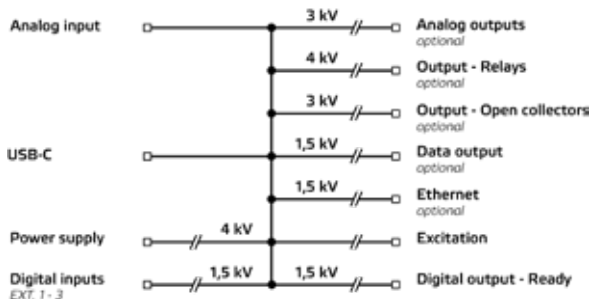 Analog input
3 kV
Analog outputs
optional
4 kV
Output - Relays
optional
3 kV
Output - Open collectors
optional
USB-C
1,5 kV
Data output
optional
1,5 kV
Ethernet
optional
Power supply
4 kV
Excitation
Digital inputs
EXT. 1 - 3
1,5 kV
1,5 kV
Digital output - Ready